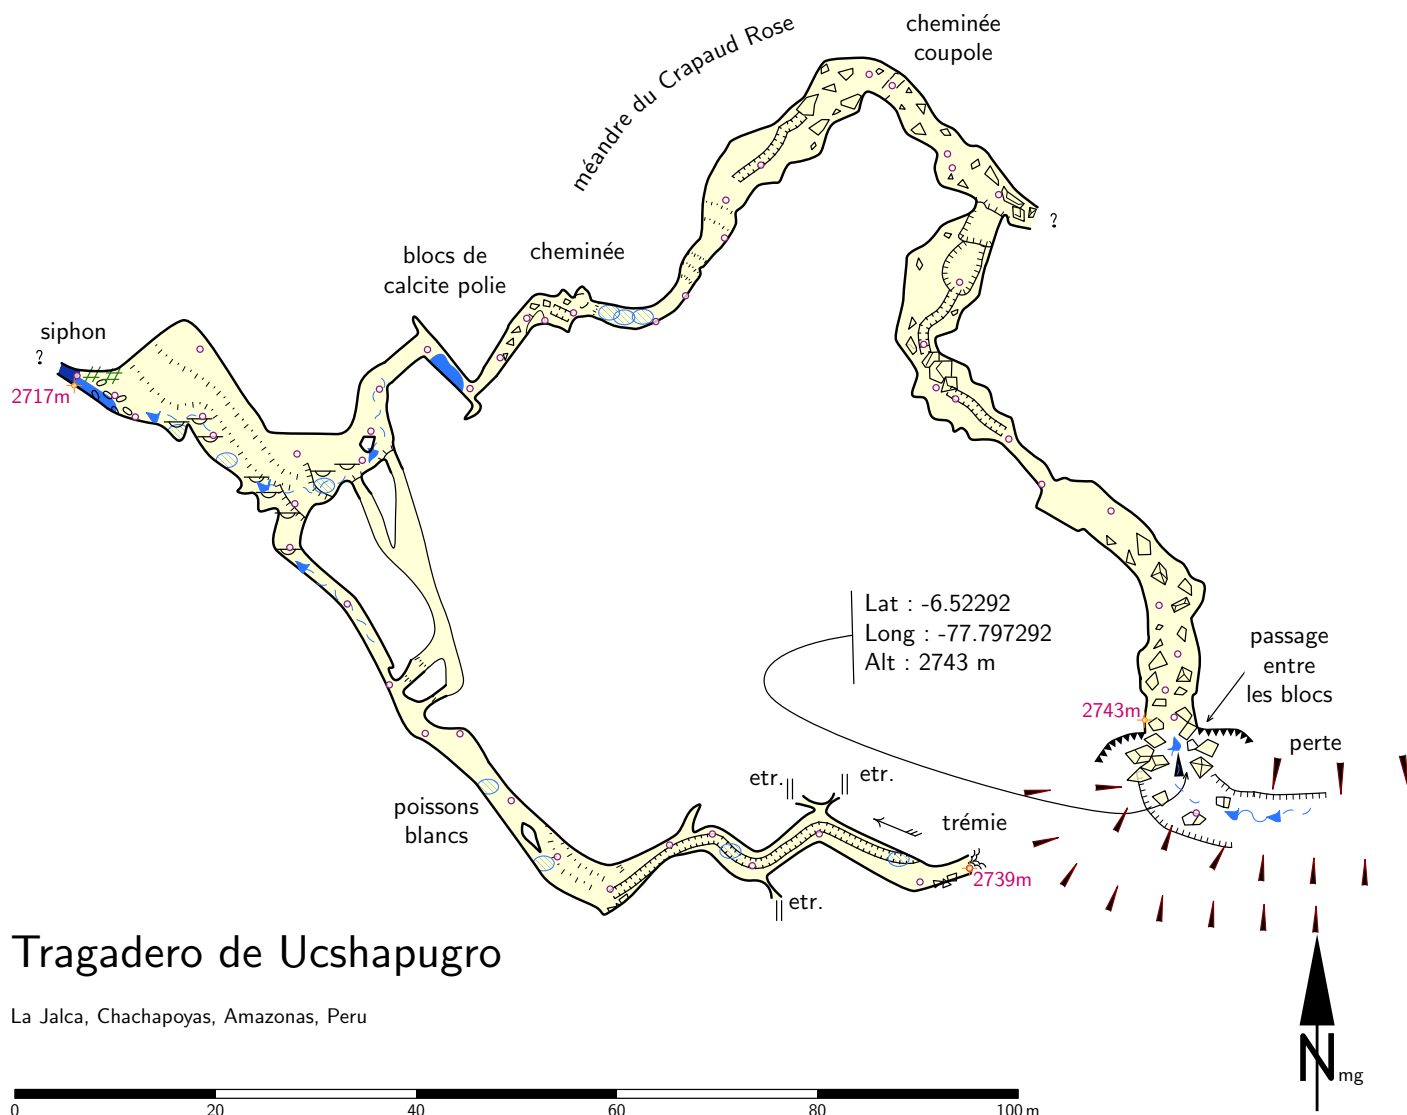 cheminée
coupole
méandre du Crapaud Rose
?
blocs de
calcite polie
cheminée
siphon
?
2717m
Lat : -6.52292
Long : -77.797292
Alt : 2743 m
passage
entre
les blocs
2743m
perte
etr.
etr.
poissons
blancs
trémie
2739m
etr.
Tragadero de Ucshapugro
La Jalca, Chachapoyas, Amazonas, Peru
N mg
0 20 40 60 80 100 m